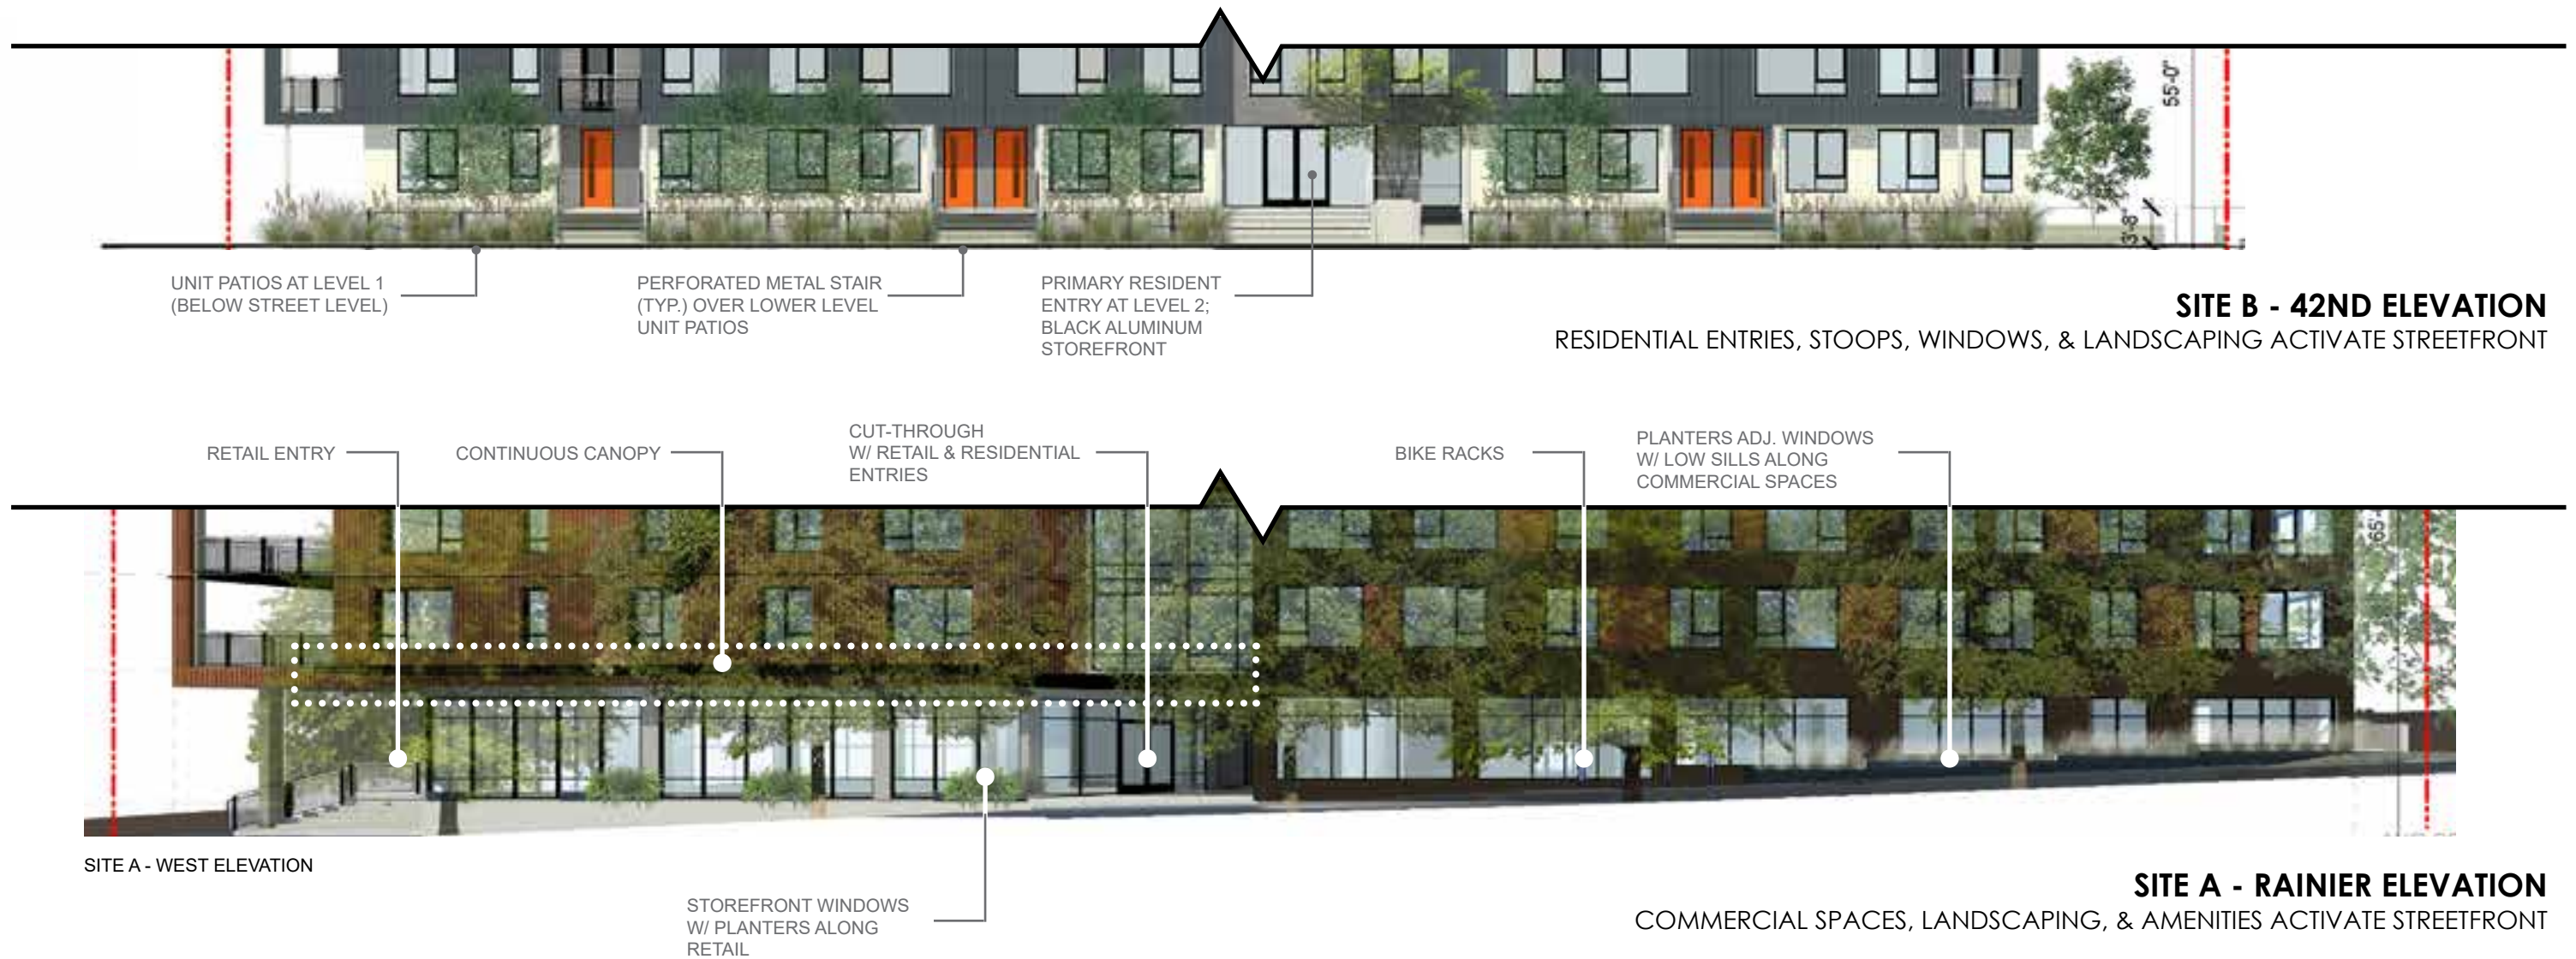 55'-0"
3'-8"
UNIT PATIOS AT LEVEL 1
(BELOW STREET LEVEL)
PERFORATED METAL STAIR
(TYP.) OVER LOWER LEVEL
UNIT PATIOS
PRIMARY RESIDENT
ENTRY AT LEVEL 2;
BLACK ALUMINUM
STOREFRONT
SITE B - 42ND ELEVATION
RESIDENTIAL ENTRIES, STOOPS, WINDOWS, & LANDSCAPING ACTIVATE STREETFRONT
RETAIL ENTRY
CONTINUOUS CANOPY
CUT-THROUGH
W/ RETAIL & RESIDENTIAL
ENTRIES
BIKE RACKS
PLANTERS ADJ. WINDOWS
W/ LOW SILLS ALONG
COMMERCIAL SPACES
SITE A - WEST ELEVATION
STOREFRONT WINDOWS
W/ PLANTERS ALONG
RETAIL
SITE A - RAINIER ELEVATION
COMMERCIAL SPACES, LANDSCAPING, & AMENITIES ACTIVATE STREETFRONT